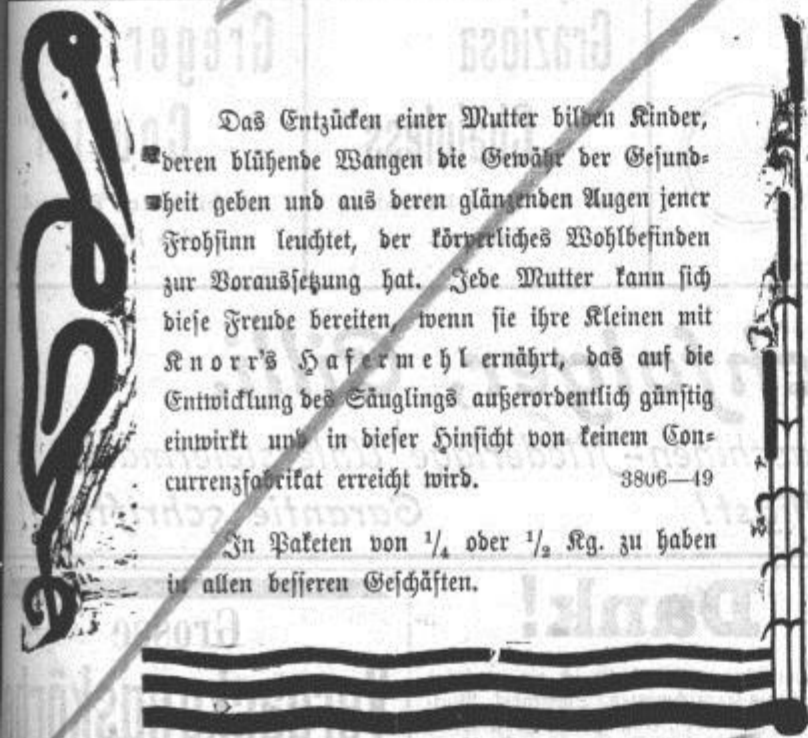 Das Entzücken einer Mutter bilden Kinder,
deren blühende Wangen die Gewähr der Gesund-
heit geben und aus deren glänzenden Augen jener
Frohsinn leuchtet, der körperliches Wohlbefinden
zur Voraussetzung hat. Jede Mutter kann sich
diese Freude bereiten, wenn sie ihre Kleinen mit
Knorr's Hafermehl ernährt, das auf die
Entwicklung des Säuglings außerordentlich günstig
einwirkt und in dieser Hinsicht von keinem Con-
currenzfabrikat erreicht wird. 3806—49
In Paketen von 1/4 oder 1/2 Kg. zu haben
in allen besseren Geschäften.